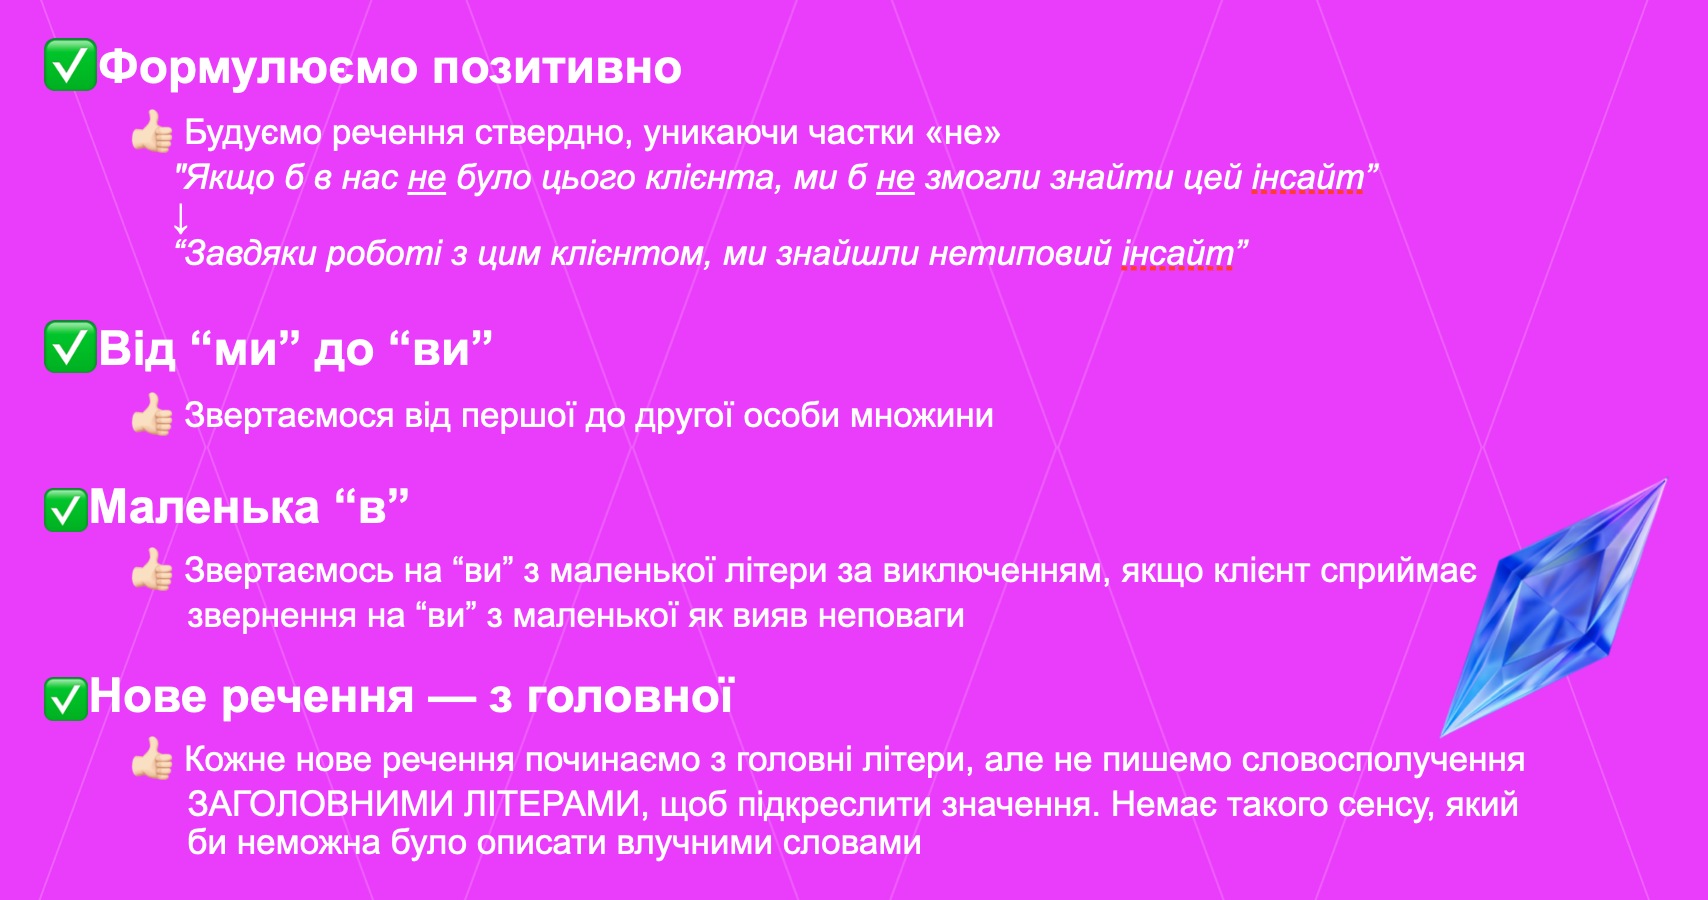 ✅Формулюємо позитивно
👍🏻 Будуємо речення ствердно, уникаючи частки «не»
"Якщо б в нас не було цього клієнта, ми б не змогли знайти цей інсайт”
↓
“Завдяки роботі з цим клієнтом, ми знайшли нетиповий інсайт”
✅Від “ми” до “ви”
👍🏻 Звертаємося від першої до другої особи множини
✅Маленька “в”
👍🏻 Звертаємось на “ви” з маленької літери за виключенням, якщо клієнт сприймає
звернення на “ви” з маленької як вияв неповаги
✅Нове речення — з головної
👍🏻 Кожне нове речення починаємо з головні літери, але не пишемо словосполучення
ЗАГОЛОВНИМИ ЛІТЕРАМИ, щоб підкреслити значення. Немає такого сенсу, який
би неможна було описати влучними словами